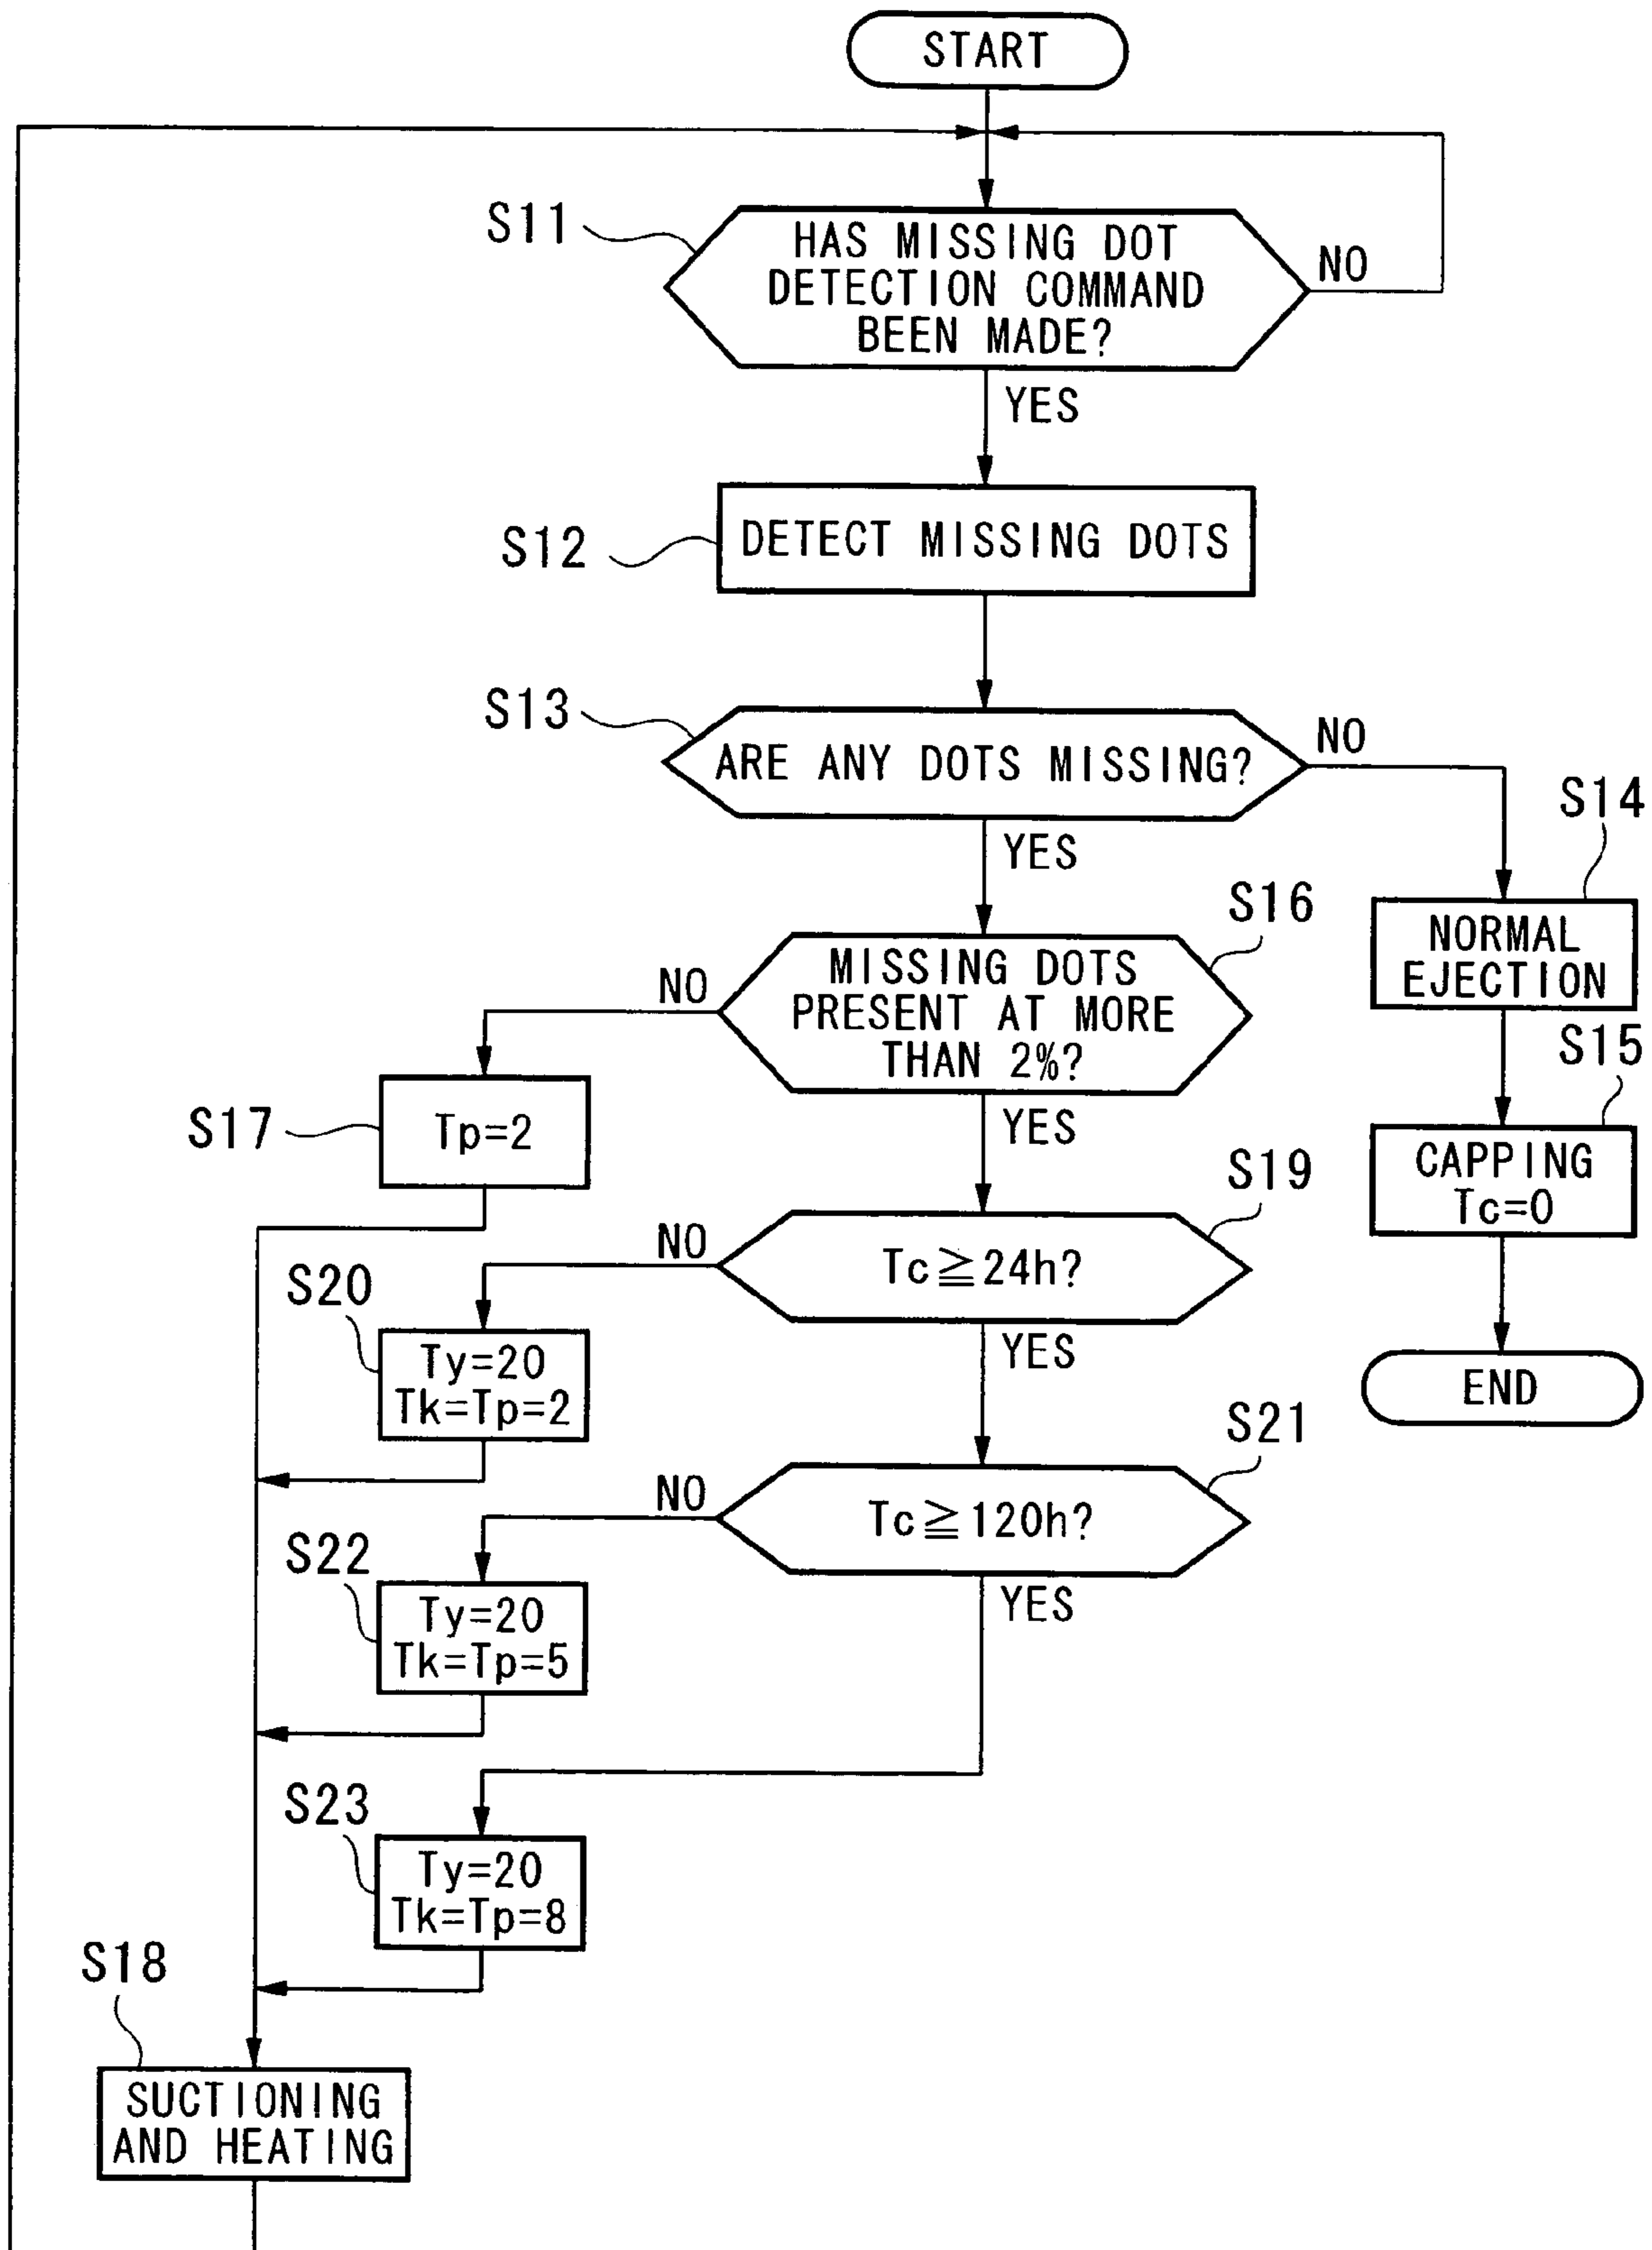 START
S11
HAS MISSING DOT
DETECTION COMMAND
BEEN MADE?
NO
YES
S12
DETECT MISSING DOTS
S13
ARE ANY DOTS MISSING?
NO
YES
S14
NORMAL
EJECTION
S15
CAPPING
Tc=0
END
S16
MISSING DOTS
PRESENT AT MORE
THAN 2%?
NO
YES
S17
Tp=2
S19
Tc≧24h?
NO
YES
S20
Ty=20
Tk=Tp=2
S21
Tc≧120h?
NO
YES
S22
Ty=20
Tk=Tp=5
S23
Ty=20
Tk=Tp=8
S18
SUCTIONING
AND HEATING